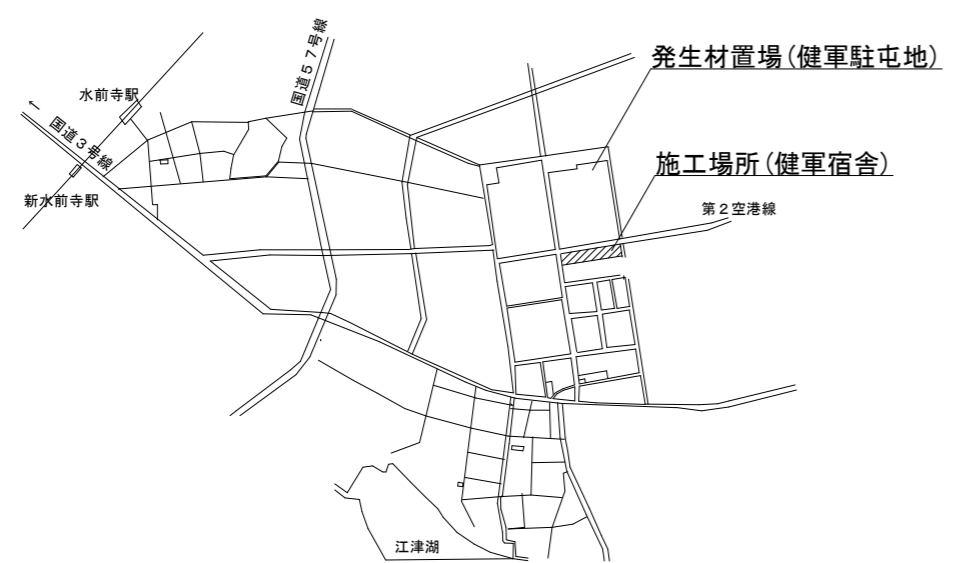 国道57号線
発生材置場(健軍駐屯地)
水前寺駅
←
国道3号線
施工場所(健軍宿舎)
新水前寺駅
第2空港線
江津湖